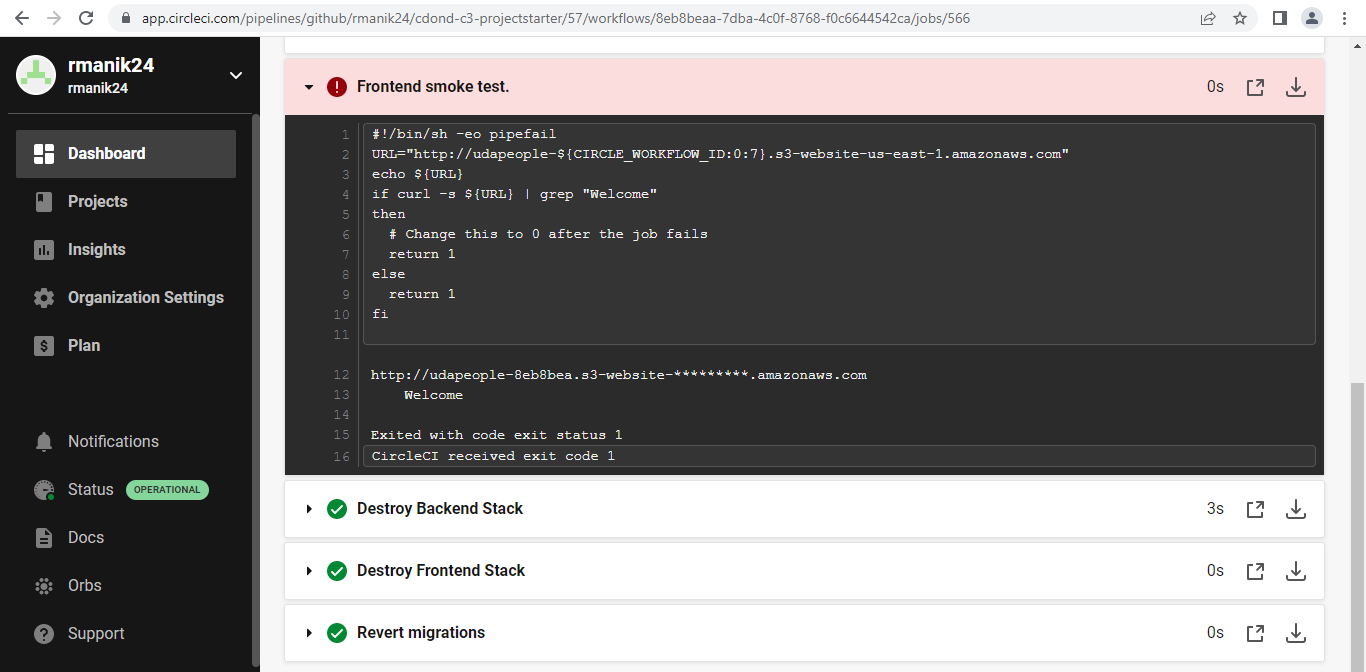 app.circleci.com/pipelines/github/rmanik24/cdond-c3-projectstarter/57/workflows/8eb8beaa-7dba-4c0f-8768-f0c6644542ca/jobs/566
rmanik24
rmanik24
Dashboard
Projects
Insights
Organization Settings
Plan
Notifications
Status OPERATIONAL
Docs
Orbs
Support
Frontend smoke test. 0s
1 #!/bin/sh -eo pipefail
2 URL="http://udapeople-${CIRCLE_WORKFLOW_ID:0:7}.s3-website-us-east-1.amazonaws.com"
3 echo ${URL}
4 if curl -s ${URL} | grep "Welcome"
5 then
6 # Change this to 0 after the job fails
7 return 1
8 else
9 return 1
10 fi
11
12 http://udapeople-8eb8bea.s3-website-*********.amazonaws.com
13 Welcome
14
15 Exited with code exit status 1
16 CircleCI received exit code 1
Destroy Backend Stack 3s
Destroy Frontend Stack 0s
Revert migrations 0s